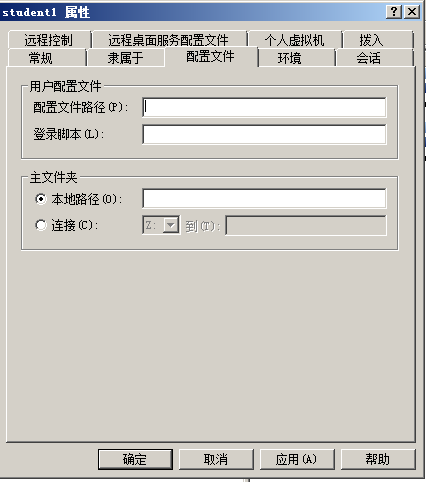 student1 属性
远程控制 远程桌面服务配置文件 个人虚拟机 拨入
常规 隶属于 配置文件 环境 会话
用户配置文件
配置文件路径(P):
登录脚本(L):
主文件夹
本地路径(O):
连接(C): Z: 到(T):
确定 取消 应用(A) 帮助